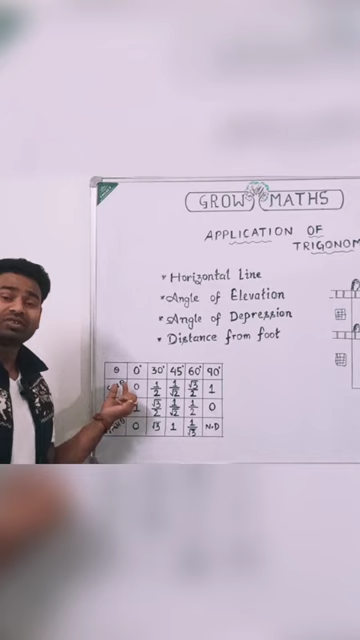 GROW MATHS
APPLICATION OF
TRIGONOM
* Horizontal Line
* Angle of Elevation
* Angle of Depression
* Distance from foot
θ 0° 30° 45° 60° 90°
0 1/2 1/√2 √3/2 1
1 √3/2 1/√2 1/2 0
0 √3 1 1/√3 N.D